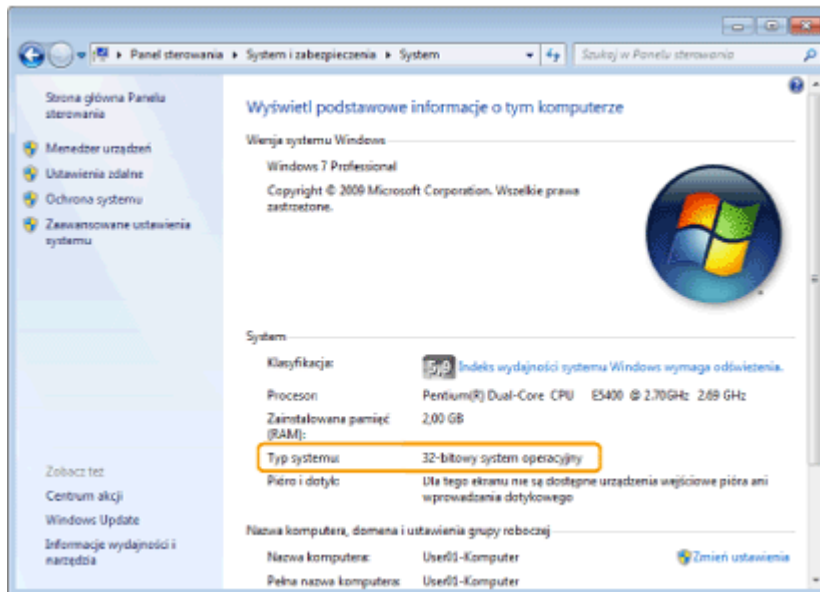 Panel sterowania ▸ System i zabezpieczenia ▸ System
Szukaj w Panelu sterowania
Strona główna Panelu
sterowania
Menedżer urządzeń
Ustawienia zdalne
Ochrona systemu
Zaawansowane ustawienia
systemu
Zobacz też
Centrum akcji
Windows Update
Informacje wydajności i
narzędzia
Wyświetl podstawowe informacje o tym komputerze
Wersja systemu Windows
Windows 7 Professional
Copyright © 2009 Microsoft Corporation. Wszelkie prawa
zastrzeżone.
System
Klasyfikacja: 5,9 Indeks wydajności systemu Windows wymaga odświeżenia.
Procesor: Pentium(R) Dual-Core CPU E5400 @ 2.70GHz 2.69 GHz
Zainstalowana pamięć 2,00 GB
(RAM):
Typ systemu: 32-bitowy system operacyjny
Pióro i dotyk: Dla tego ekranu nie są dostępne urządzenia wejściowe pióra ani
wprowadzania dotykowego
Nazwa komputera, domena i ustawienia grupy roboczej
Nazwa komputera: User01-Komputer Zmień ustawienia
Pełna nazwa komputera: User01-Komputer